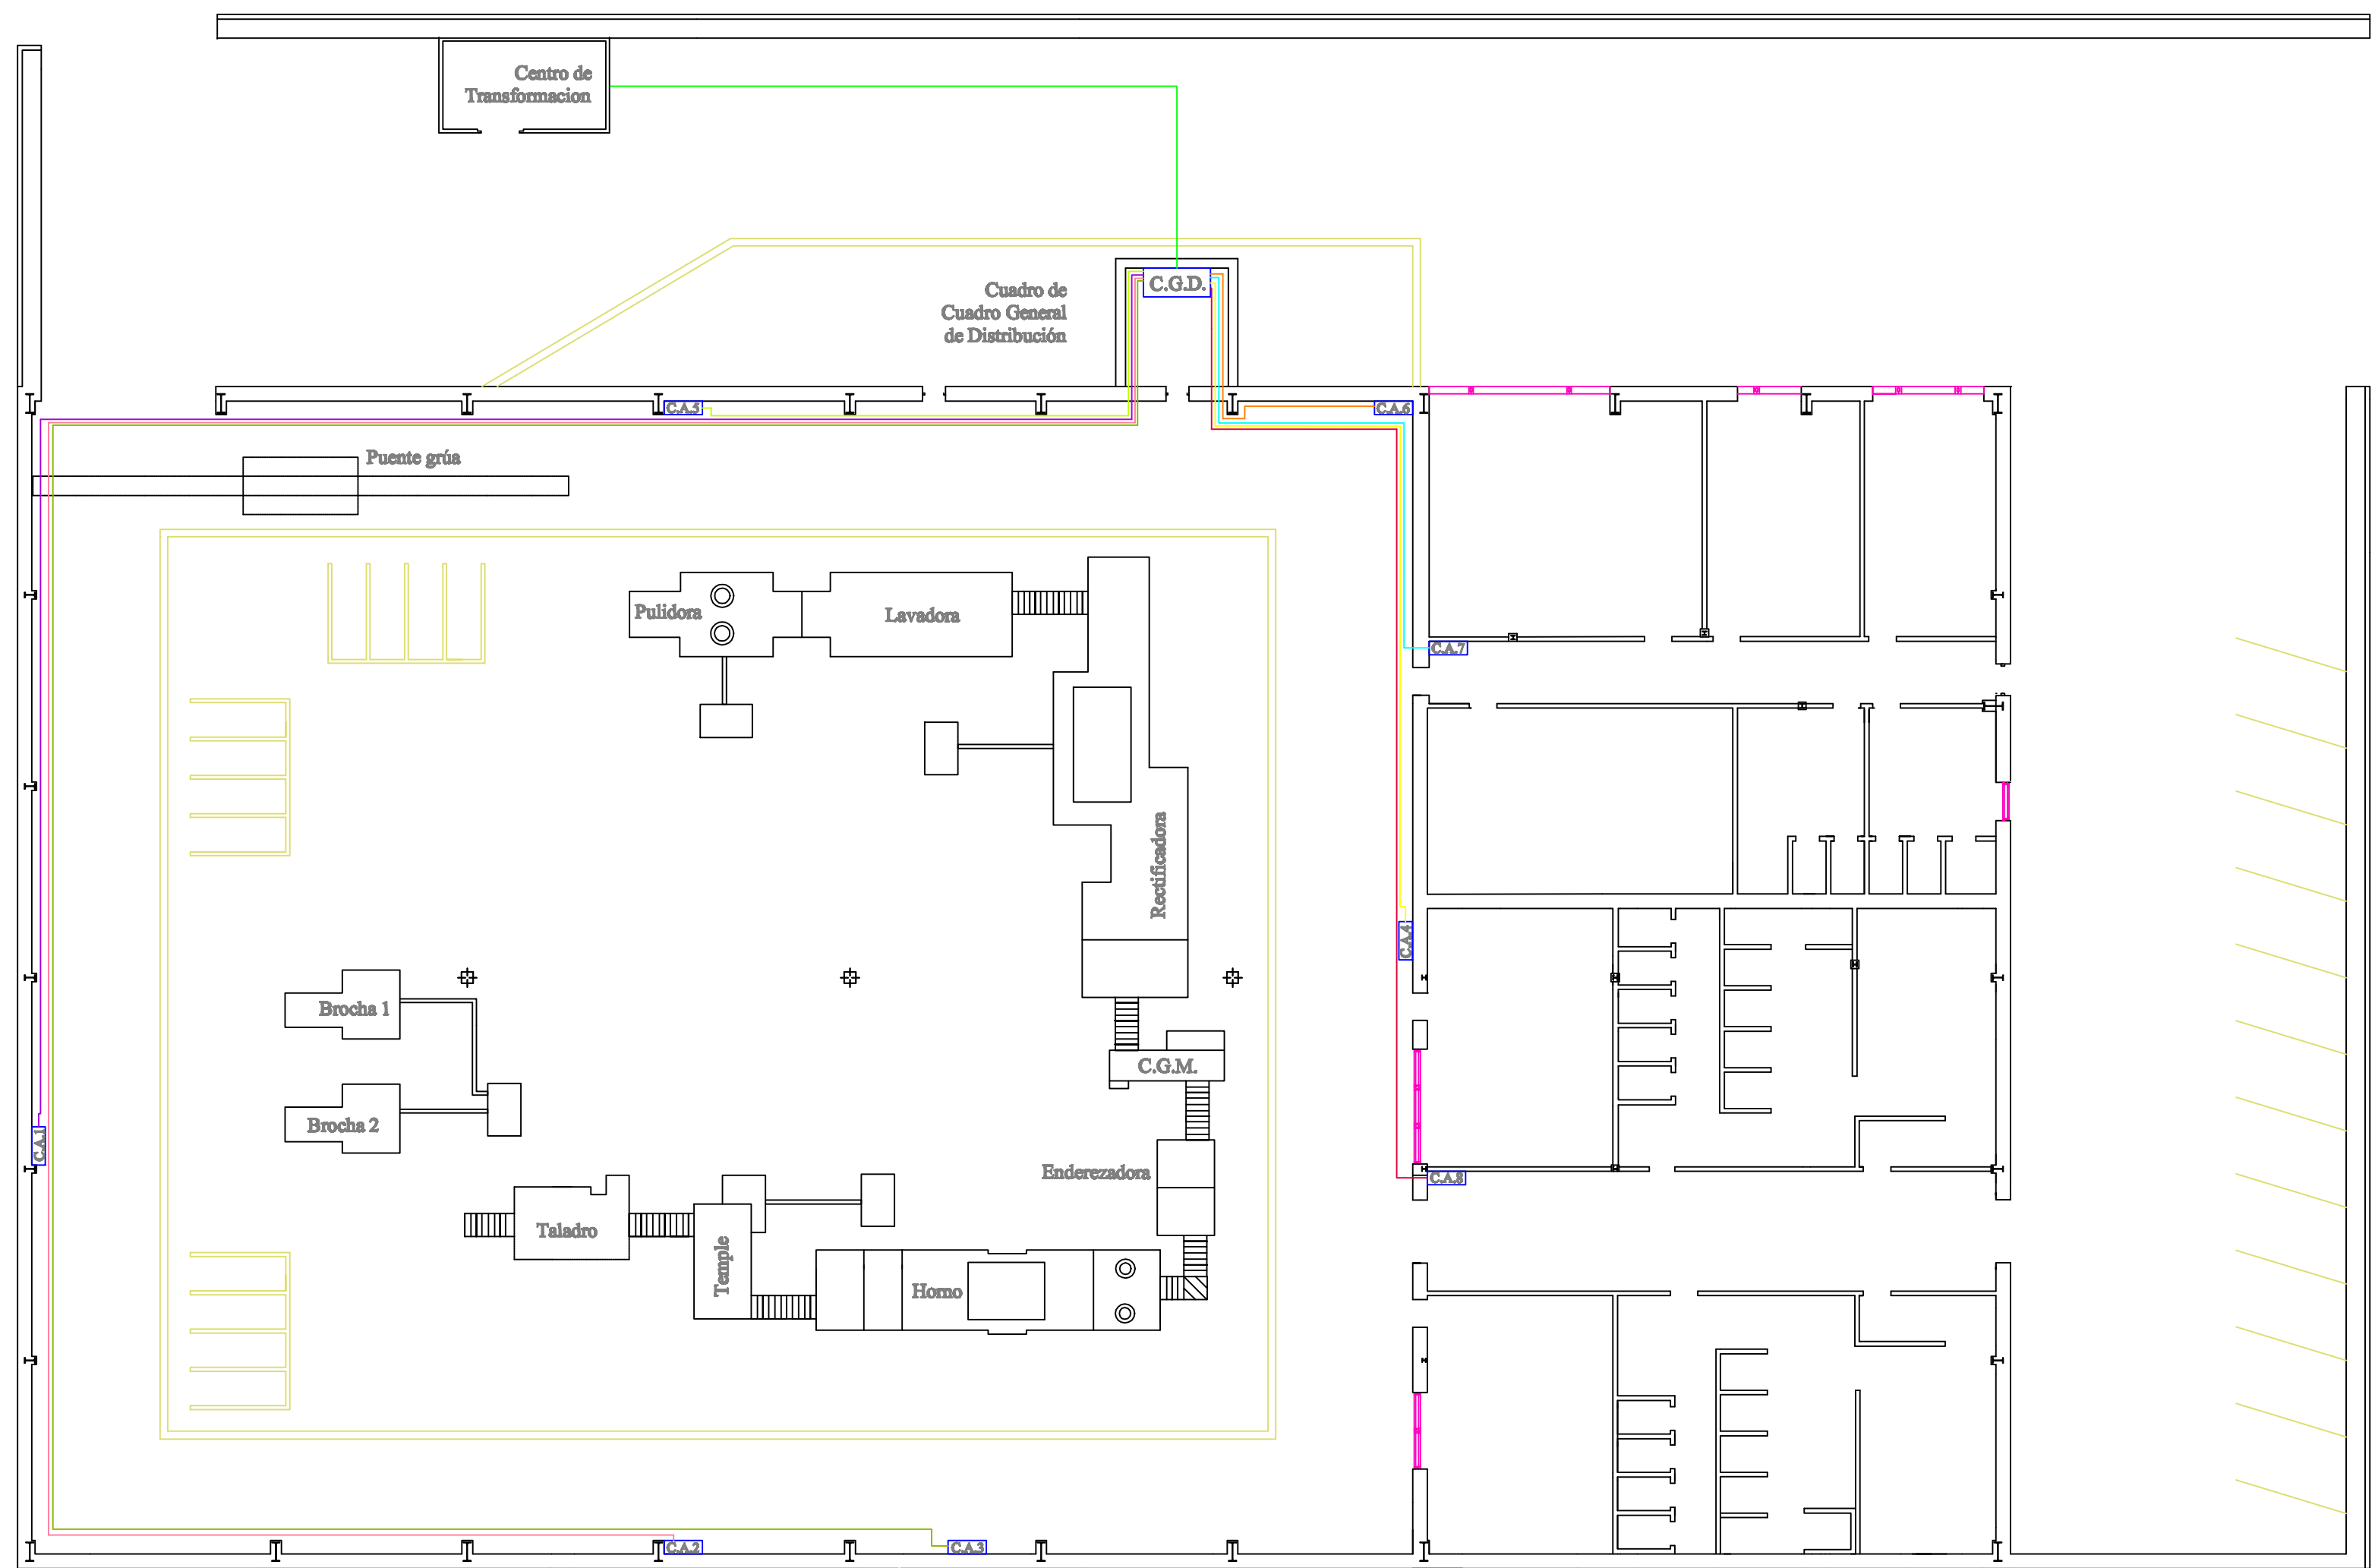 Centro de
Transformacion
C.G.D.
Cuadro de
Cuadro General
de Distribución
C.A.5
C.A.6
Puente grúa
Pulidora
Lavadora
C.A.7
Rectificadora
C.A.4
Brocha 1
C.G.M.
Brocha 2
C.A.1
Enderezadora
C.A.8
Taladro
Temple
Horno
C.A.2
C.A.3